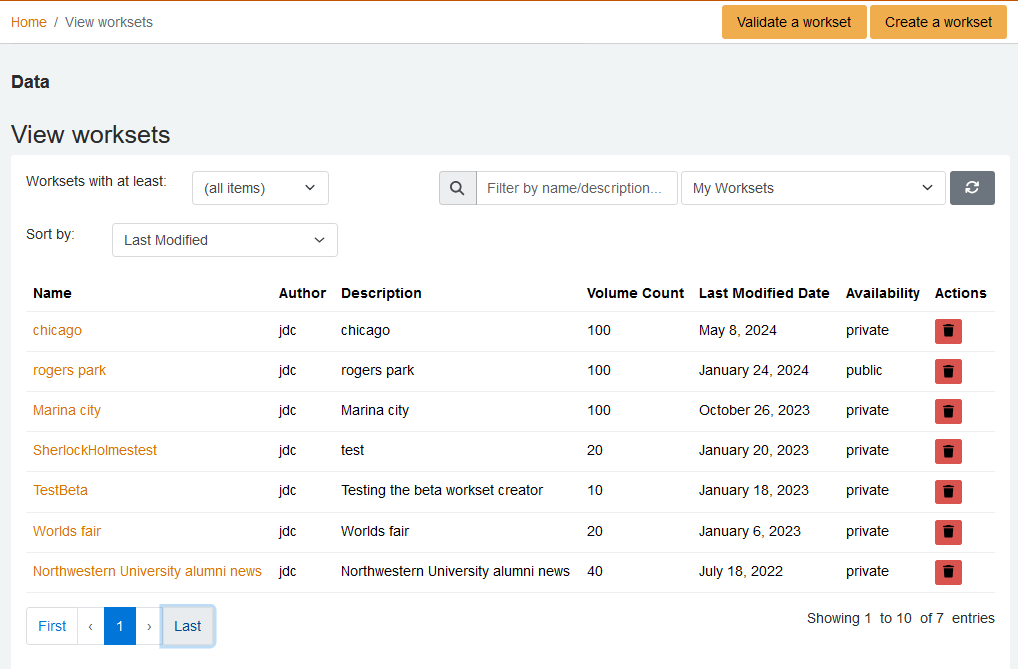 Home / View worksets
Validate a workset
Create a workset
Data
View worksets
Worksets with at least: (all items)
Filter by name/description...
My Worksets
Sort by: Last Modified
Name Author Description Volume Count Last Modified Date Availability Actions
chicago jdc chicago 100 May 8, 2024 private
rogers park jdc rogers park 100 January 24, 2024 public
Marina city jdc Marina city 100 October 26, 2023 private
SherlockHolmestest jdc test 20 January 20, 2023 private
TestBeta jdc Testing the beta workset creator 10 January 18, 2023 private
Worlds fair jdc Worlds fair 20 January 6, 2023 private
Northwestern University alumni news jdc Northwestern University alumni news 40 July 18, 2022 private
First ‹ 1 › Last
Showing 1 to 10 of 7 entries